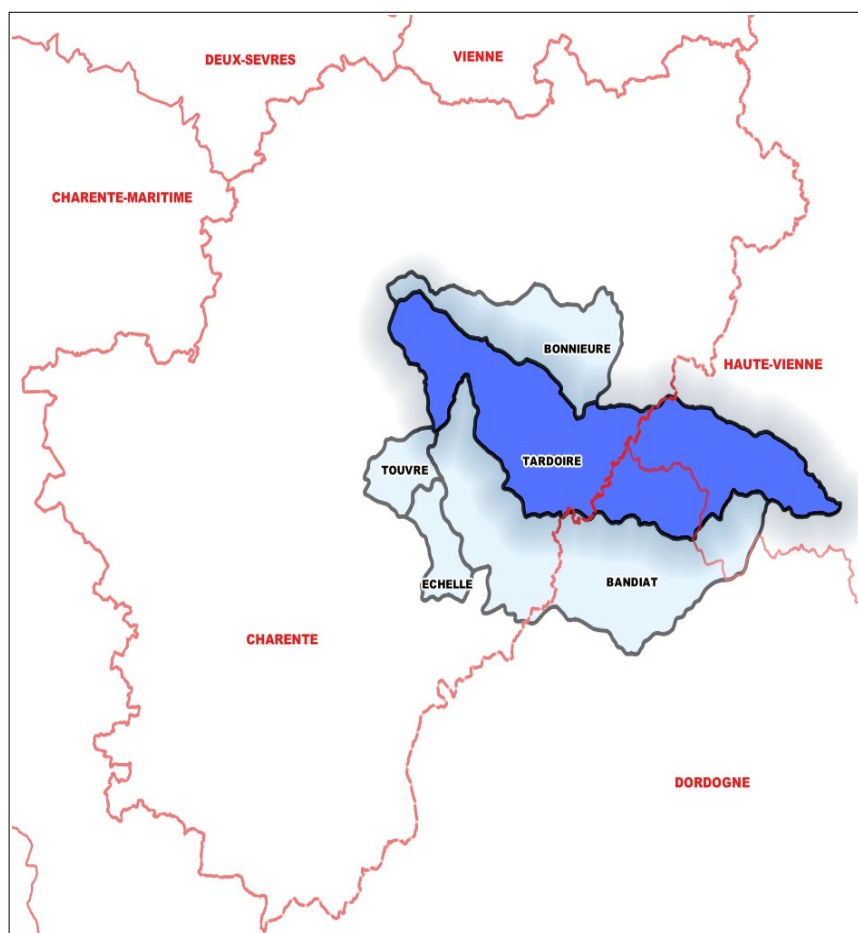 DEUX-SEVRES
VIENNE
CHARENTE-MARITIME
BONNIEURE
HAUTE-VIENNE
TARDOIRE
TOUVRE
ECHELLE
BANDIAT
CHARENTE
DORDOGNE